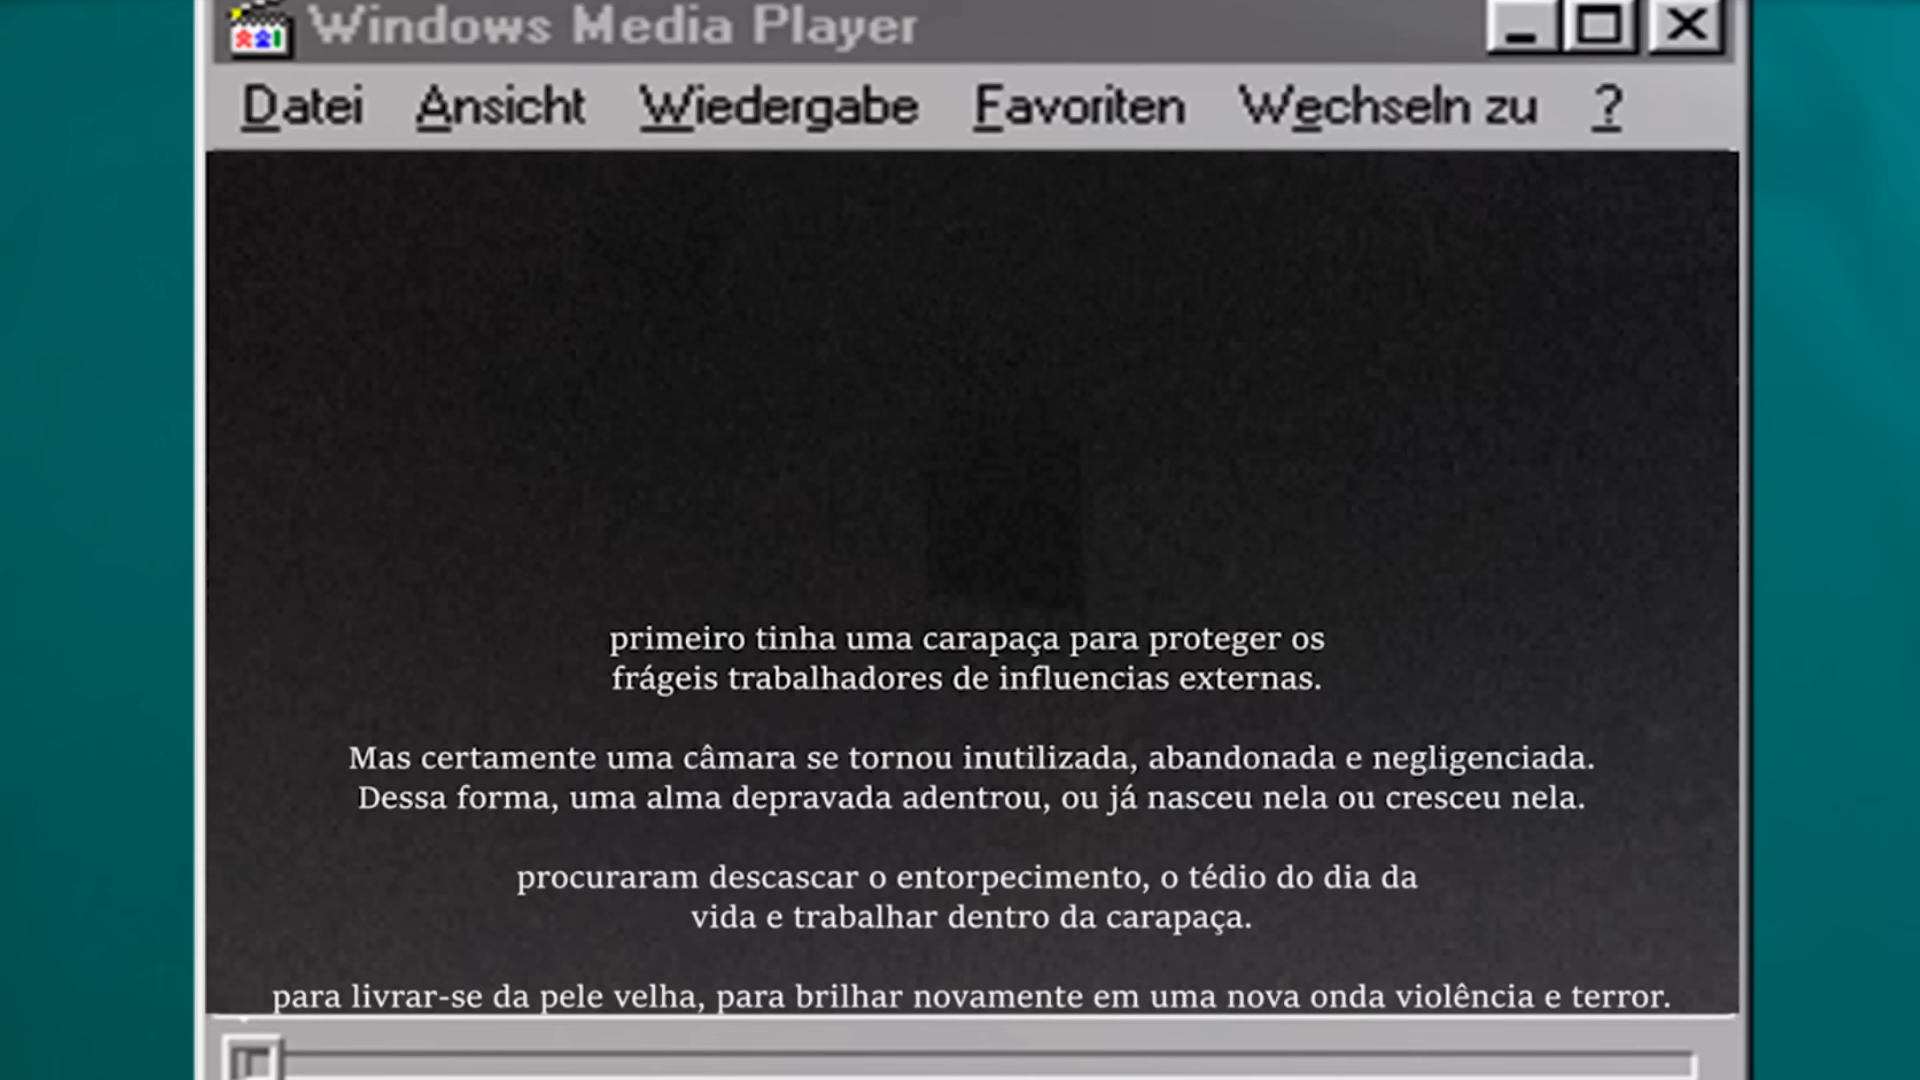 Windows Media Player
Datei Ansicht Wiedergabe Favoriten Wechseln zu ?
primeiro tinha uma carapaça para proteger os
frágeis trabalhadores de influencias externas.
Mas certamente uma câmara se tornou inutilizada, abandonada e negligenciada.
Dessa forma, uma alma depravada adentrou, ou já nasceu nela ou cresceu nela.
procuraram descascar o entorpecimento, o tédio do dia da
vida e trabalhar dentro da carapaça.
para livrar-se da pele velha, para brilhar novamente em uma nova onda violência e terror.